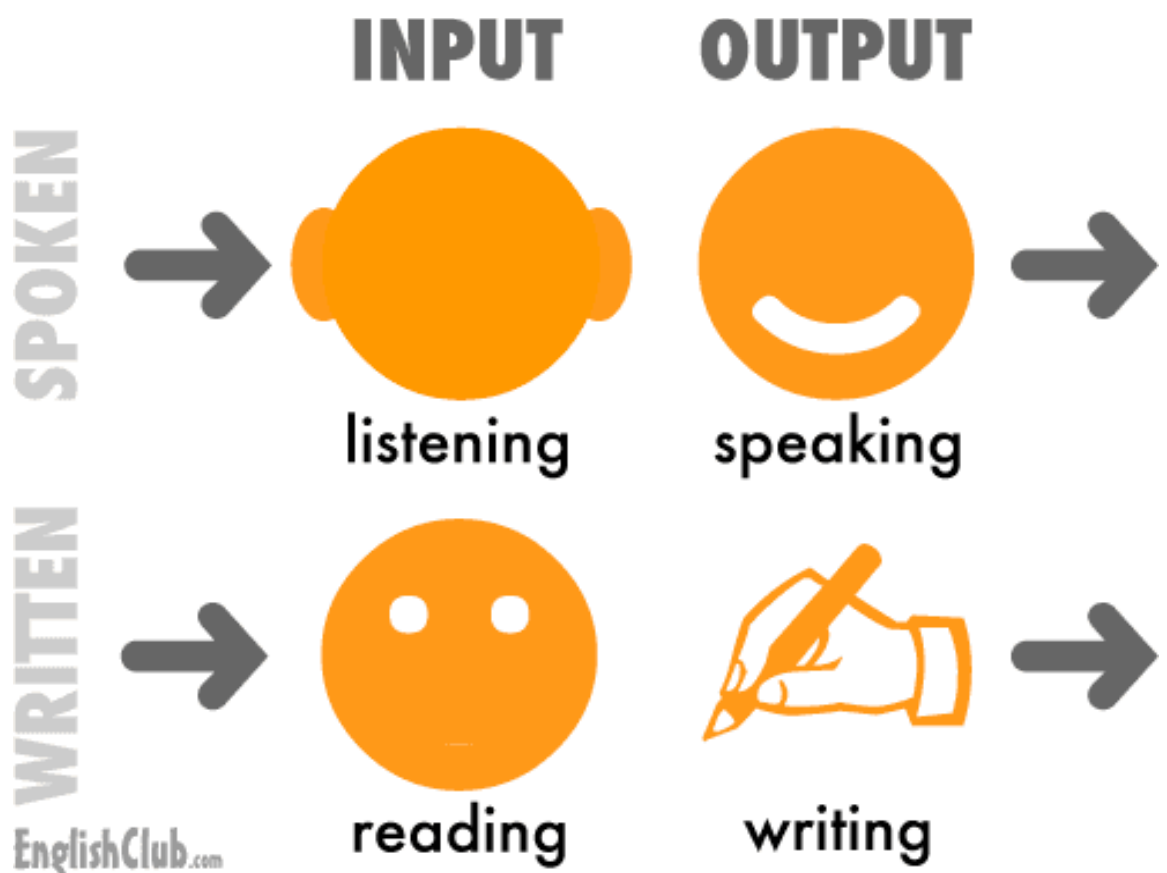 INPUT OUTPUT
SPOKEN
listening speaking
WRITTEN
reading writing
EnglishClub.com